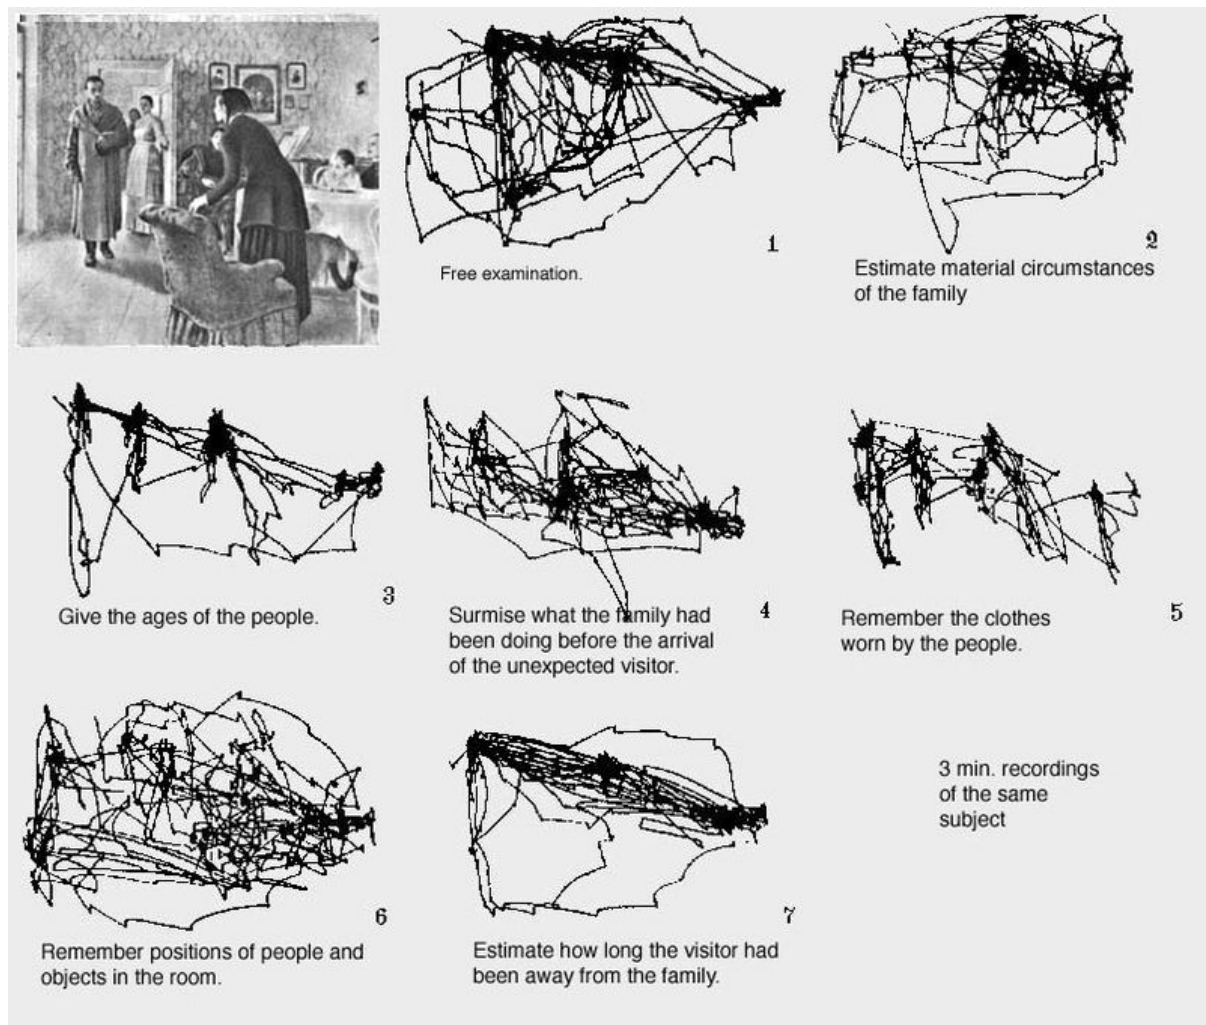 1
Free examination.
2
Estimate material circumstances
of the family
3
Give the ages of the people.
4
Surmise what the family had
been doing before the arrival
of the unexpected visitor.
5
Remember the clothes
worn by the people.
6
Remember positions of people and
objects in the room.
7
Estimate how long the visitor had
been away from the family.
3 min. recordings
of the same
subject